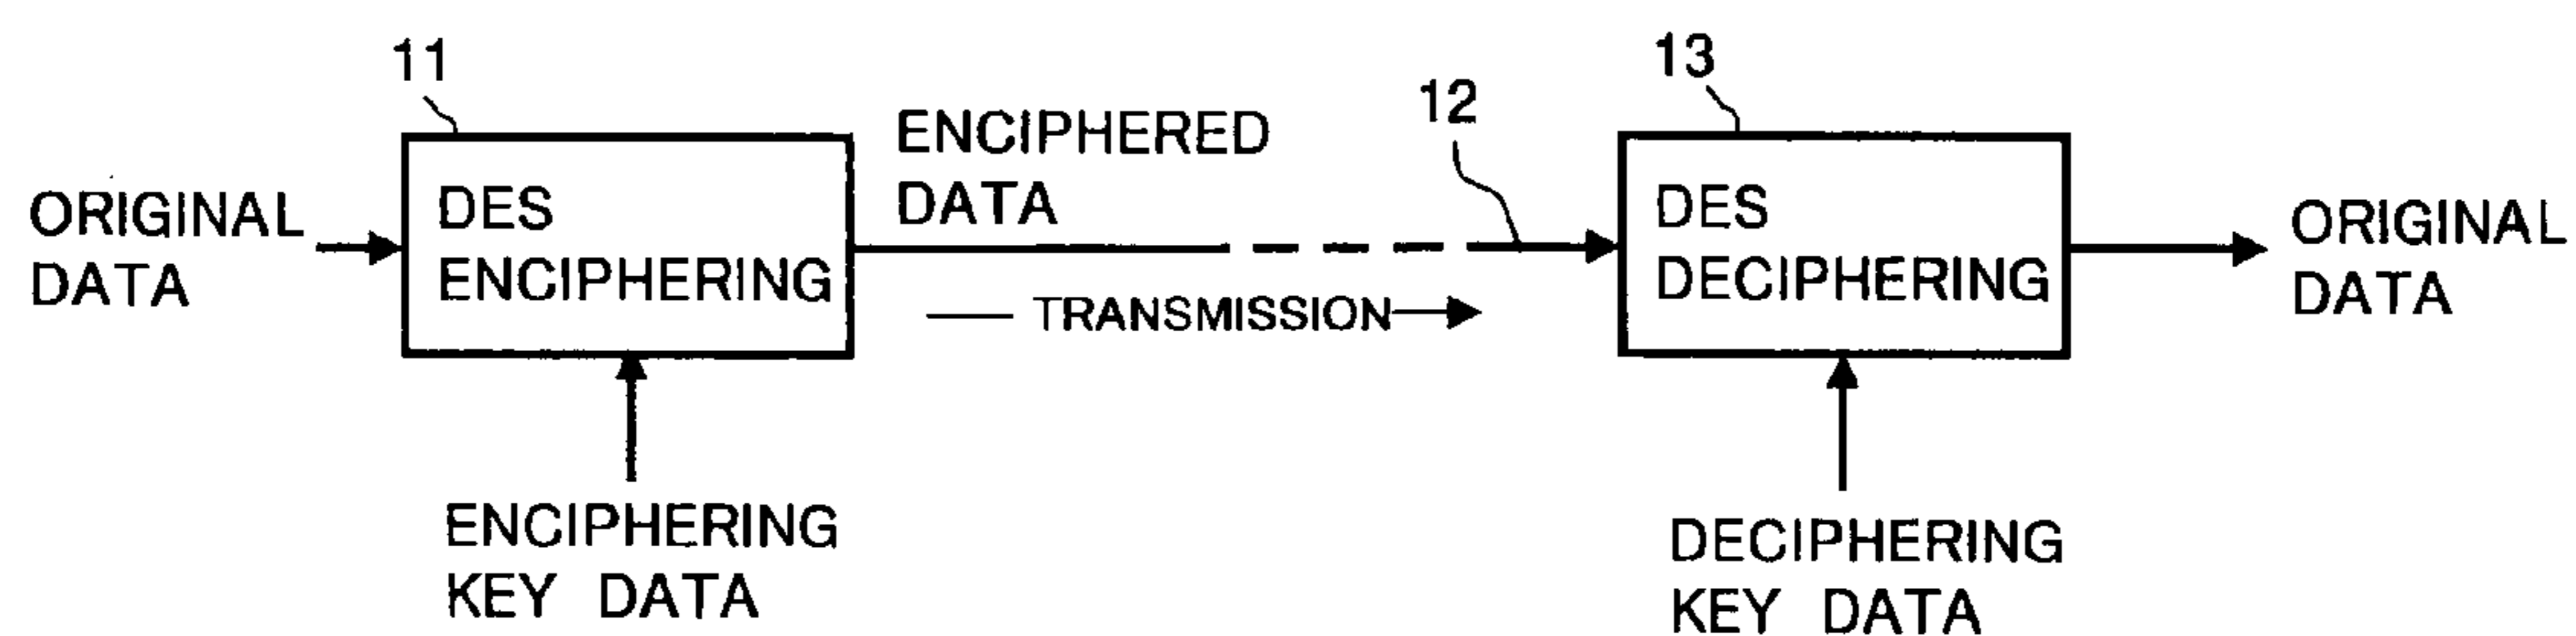 11
ORIGINAL
DATA
DES
ENCIPHERING
ENCIPHERING
KEY DATA
ENCIPHERED
DATA
TRANSMISSION
12
13
DES
DECIPHERING
DECIPHERING
KEY DATA
ORIGINAL
DATA